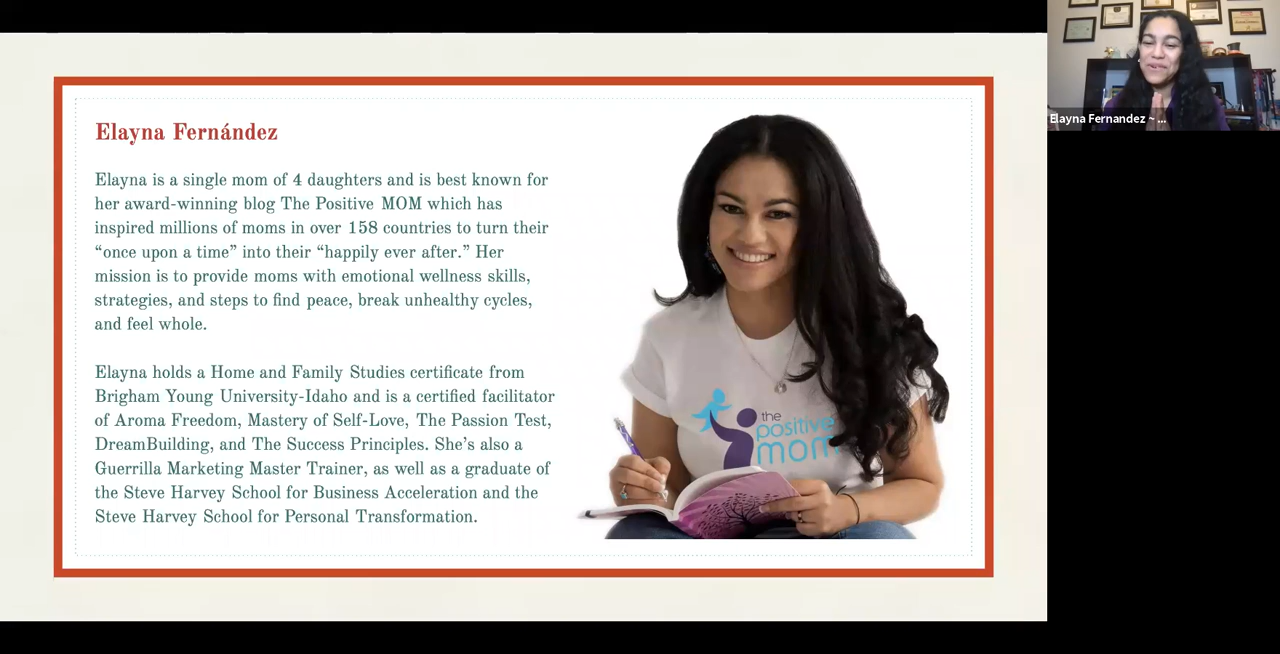 Elayna Fernández
Elayna is a single mom of 4 daughters and is best known for
her award-winning blog The Positive MOM which has
inspired millions of moms in over 158 countries to turn their
“once upon a time” into their “happily ever after.” Her
mission is to provide moms with emotional wellness skills,
strategies, and steps to find peace, break unhealthy cycles,
and feel whole.
Elayna holds a Home and Family Studies certificate from
Brigham Young University-Idaho and is a certified facilitator
of Aroma Freedom, Mastery of Self-Love, The Passion Test,
DreamBuilding, and The Success Principles. She’s also a
Guerrilla Marketing Master Trainer, as well as a graduate of
the Steve Harvey School for Business Acceleration and the
Steve Harvey School for Personal Transformation.
the
positive
mom
Elayna Fernandez ~ ...